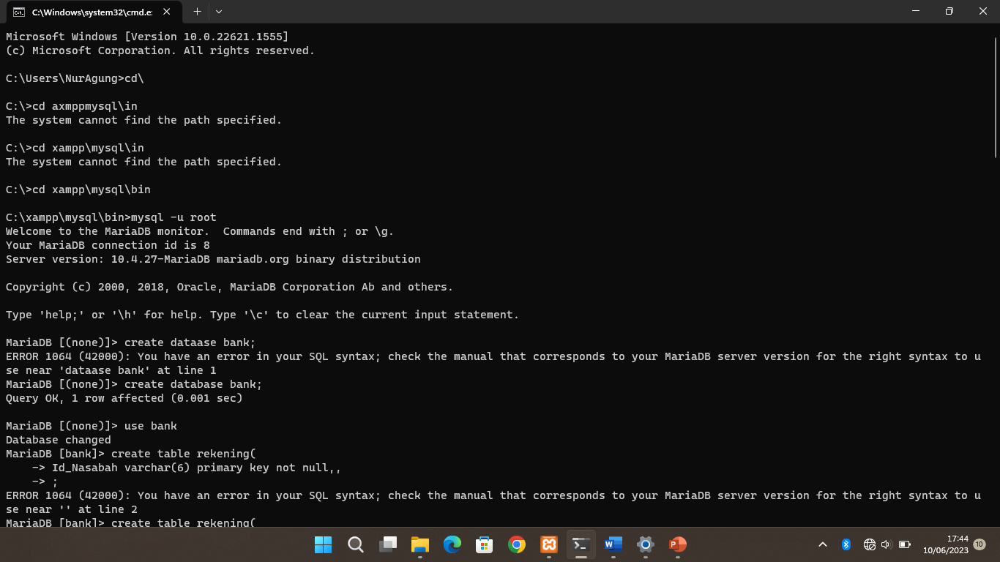 C:\Windows\system32\cmd.e:
Microsoft Windows [Version 10.0.22621.1555]
(c) Microsoft Corporation. All rights reserved.
C:\Users\NurAgung>cd\
C:\>cd axmppmysql\in
The system cannot find the path specified.
C:\>cd xampp\mysql\in
The system cannot find the path specified.
C:\>cd xampp\mysql\bin
C:\xampp\mysql\bin>mysql -u root
Welcome to the MariaDB monitor.  Commands end with ; or \g.
Your MariaDB connection id is 8
Server version: 10.4.27-MariaDB mariadb.org binary distribution
Copyright (c) 2000, 2018, Oracle, MariaDB Corporation Ab and others.
Type 'help;' or '\h' for help. Type '\c' to clear the current input statement.
MariaDB [(none)]> create dataase bank;
ERROR 1064 (42000): You have an error in your SQL syntax; check the manual that corresponds to your MariaDB server version for the right syntax to u
se near 'dataase bank' at line 1
MariaDB [(none)]> create database bank;
Query OK, 1 row affected (0.001 sec)
MariaDB [(none)]> use bank
Database changed
MariaDB [bank]> create table rekening(
    -> Id_Nasabah varchar(6) primary key not null,,
    -> ;
ERROR 1064 (42000): You have an error in your SQL syntax; check the manual that corresponds to your MariaDB server version for the right syntax to u
se near '' at line 2
MariaDB [bank]> create table rekening(
17:44
10/06/2023
10